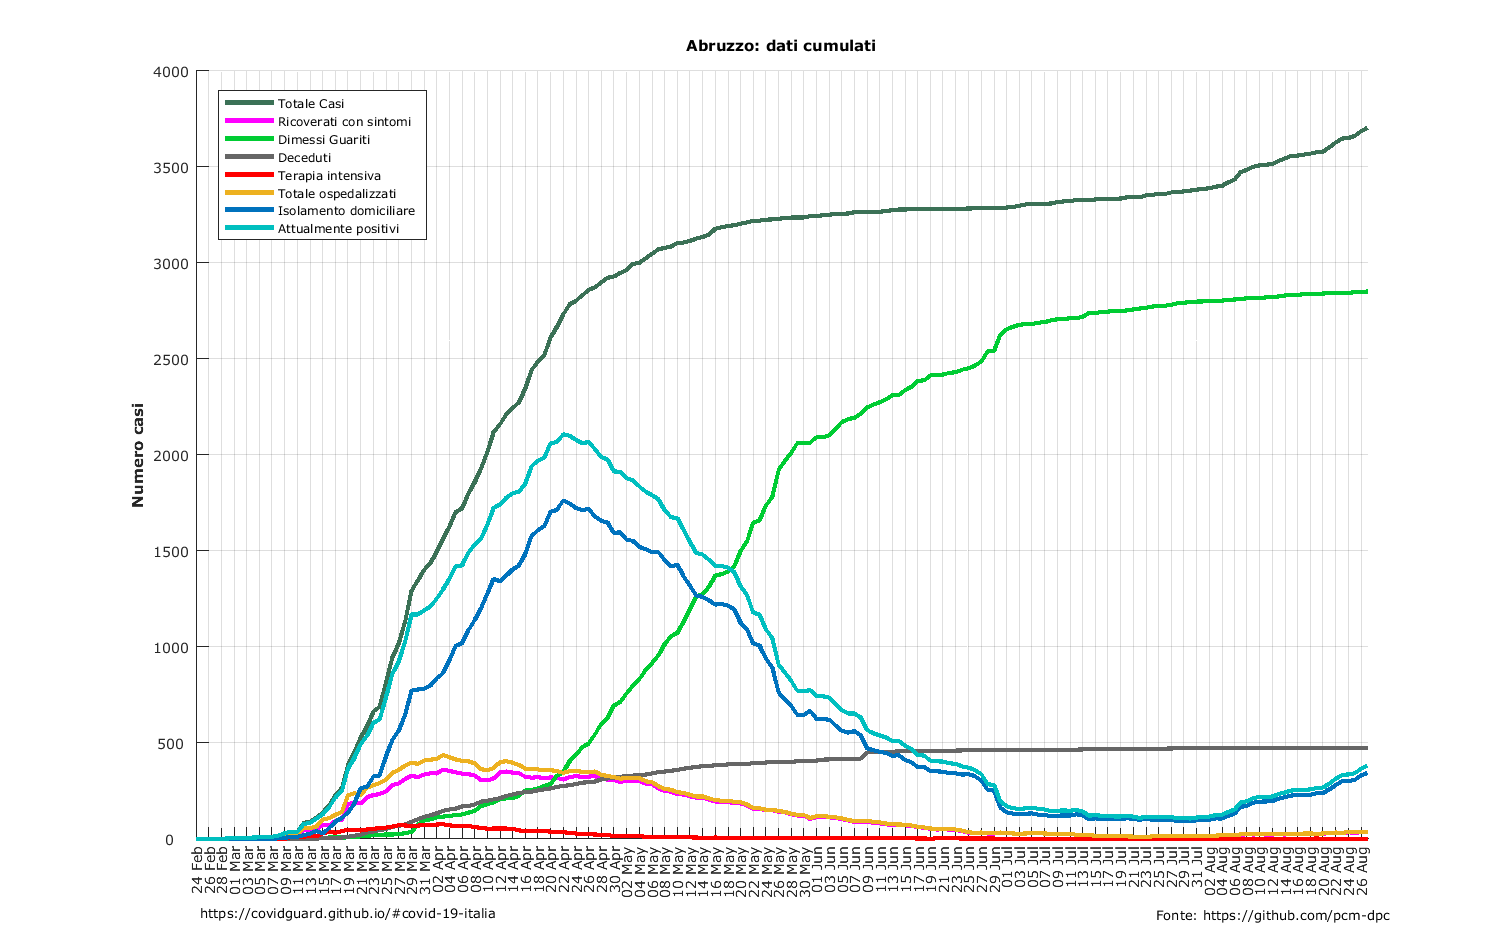 Abruzzo: dati cumulati
4000
3500
3000
2500
2000
1500
1000
500
0
Numero casi
Totale Casi
Ricoverati con sintomi
Dimessi Guariti
Deceduti
Terapia intensiva
Totale ospedalizzati
Isolamento domiciliare
Attualmente positivi
24 Feb
26 Feb
28 Feb
01 Mar
03 Mar
05 Mar
07 Mar
09 Mar
11 Mar
13 Mar
15 Mar
17 Mar
19 Mar
21 Mar
23 Mar
25 Mar
27 Mar
29 Mar
31 Mar
02 Apr
04 Apr
06 Apr
08 Apr
10 Apr
12 Apr
14 Apr
16 Apr
18 Apr
20 Apr
22 Apr
24 Apr
26 Apr
28 Apr
30 Apr
02 May
04 May
06 May
08 May
10 May
12 May
14 May
16 May
18 May
20 May
22 May
24 May
26 May
28 May
30 May
01 Jun
03 Jun
05 Jun
07 Jun
09 Jun
11 Jun
13 Jun
15 Jun
17 Jun
19 Jun
21 Jun
23 Jun
25 Jun
27 Jun
29 Jun
01 Jul
03 Jul
05 Jul
07 Jul
09 Jul
11 Jul
13 Jul
15 Jul
17 Jul
19 Jul
21 Jul
23 Jul
25 Jul
27 Jul
29 Jul
31 Jul
02 Aug
04 Aug
06 Aug
08 Aug
10 Aug
12 Aug
14 Aug
16 Aug
18 Aug
20 Aug
22 Aug
24 Aug
26 Aug
https://covidguard.github.io/#covid-19-italia
Fonte: https://github.com/pcm-dpc